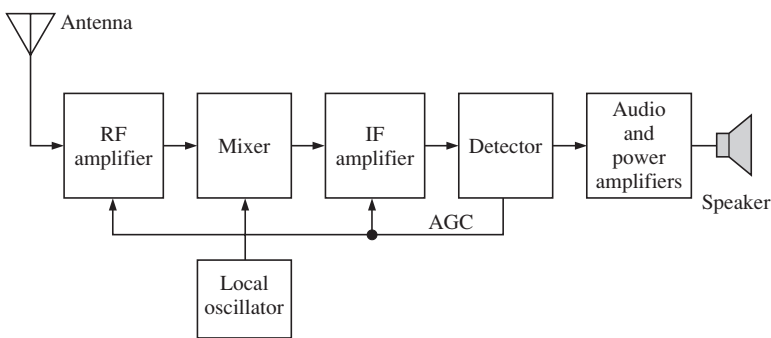 Antenna
RF
amplifier
Mixer
IF
amplifier
Detector
Audio
and
power
amplifiers
Speaker
AGC
Local
oscillator